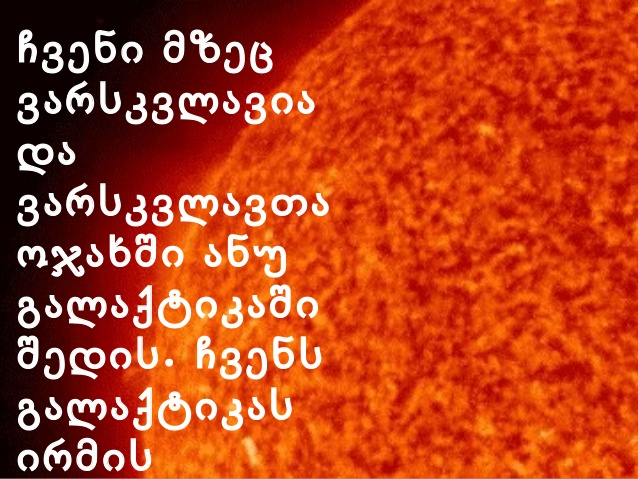 ჩვენი მზეც
ვარსკვლავია
და
ვარსკვლავთა
ოჯახში ანუ
გალაქტიკაში
შედის. ჩვენს
გალაქტიკას
ირმის